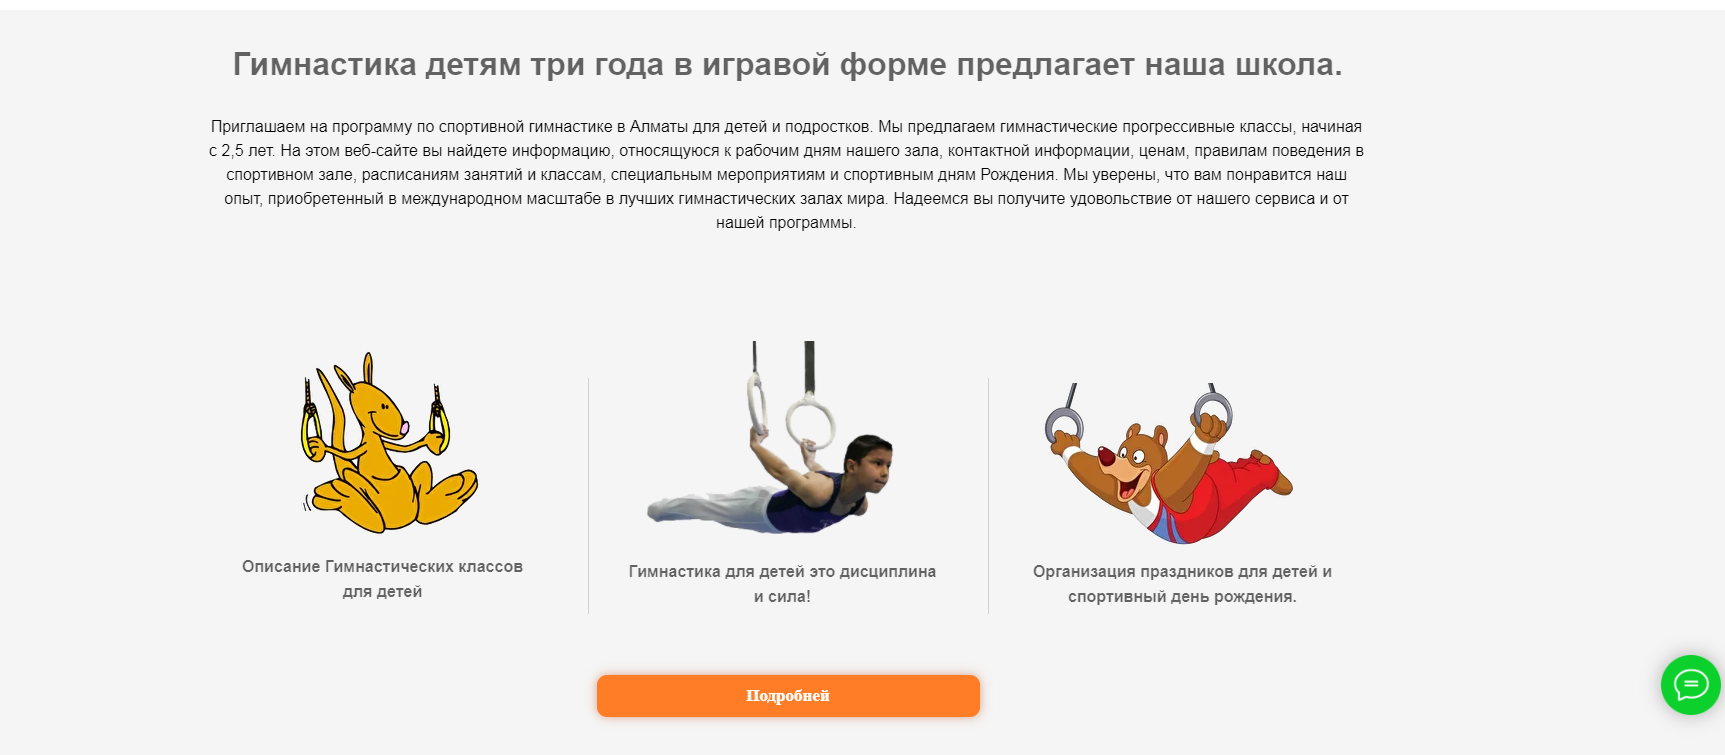 Гимнастика детям три года в игравой форме предлагает наша школа.
Приглашаем на программу по спортивной гимнастике в Алматы для детей и подростков. Мы предлагаем гимнастические прогрессивные классы, начиная
с 2,5 лет. На этом веб-сайте вы найдете информацию, относящуюся к рабочим дням нашего зала, контактной информации, ценам, правилам поведения в
спортивном зале, расписаниям занятий и классам, специальным мероприятиям и спортивным дням Рождения. Мы уверены, что вам понравится наш
опыт, приобретенный в международном масштабе в лучших гимнастических залах мира. Надеемся вы получите удовольствие от нашего сервиса и от
нашей программы.
Описание Гимнастических классов
для детей
Гимнастика для детей это дисциплина
и сила!
Организация праздников для детей и
спортивный день рождения.
Подробней